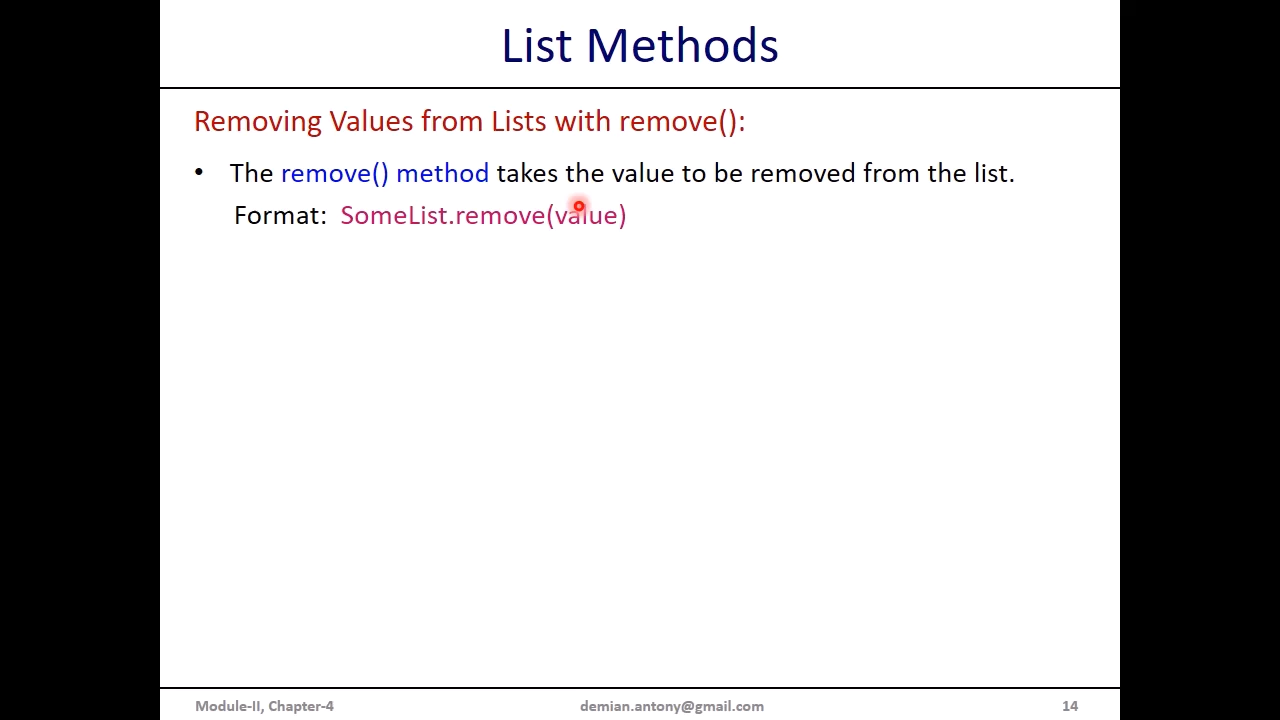 List Methods
Removing Values from Lists with remove():
• The remove() method takes the value to be removed from the list.
Format: SomeList.remove(value)
Module-II, Chapter-4 demian.antony@gmail.com 14